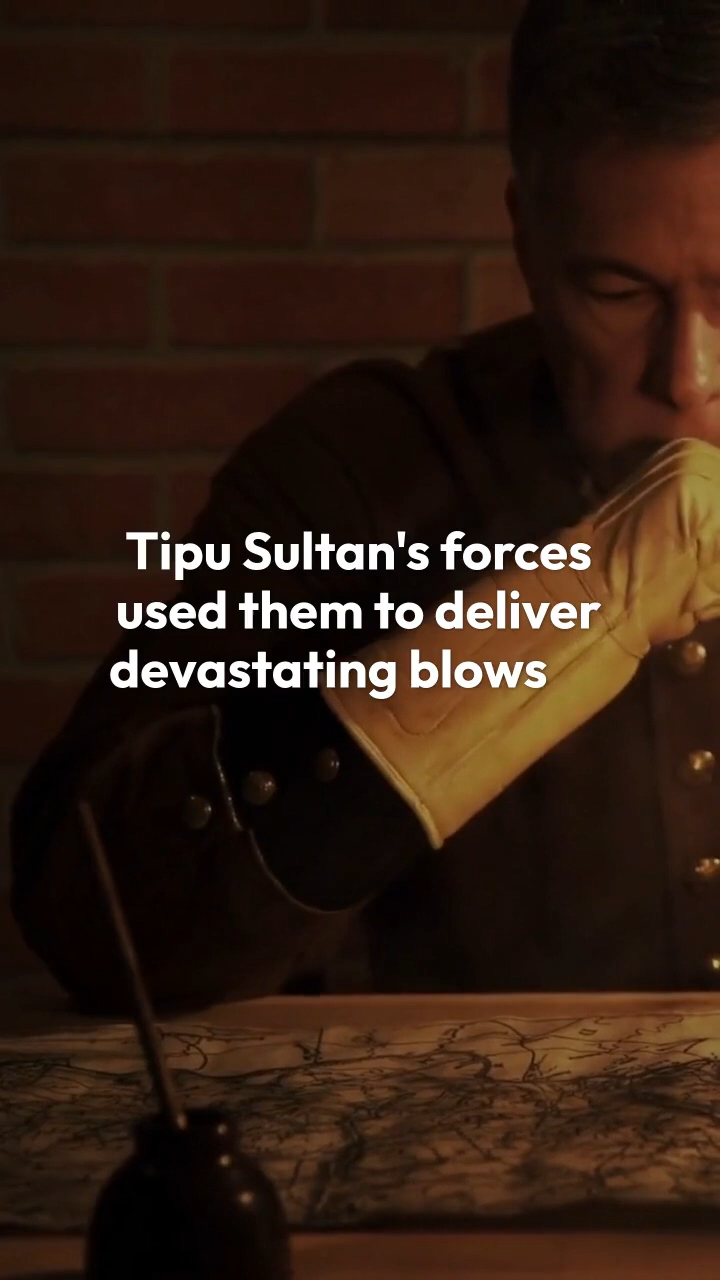 Tipu Sultan's forces
used them to deliver
devastating blows